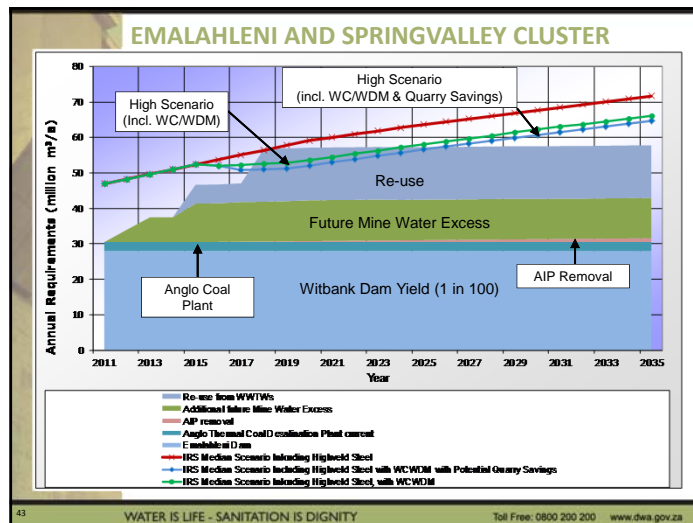 EMALAHLENI AND SPRINGVALLEY CLUSTER
80
70
60
50
40
30
20
10
0
Annual Requirements (million m³/a)
High Scenario
(Incl. WC/WDM)
High Scenario
(incl. WC/WDM & Quarry Savings)
Re-use
Future Mine Water Excess
Anglo Coal
Plant
AIP Removal
Witbank Dam Yield (1 in 100)
2011 2013 2015 2017 2019 2021 2023 2025 2027 2029 2031 2033 2035
Year
Re-use from WWTWs
Additional future Mine Water Excess
AIP removal
Anglo Thermal Coal Desalination Plant current
Emalahleni Dam
IRS Median Scenario Inlcuding Highveld Steel
IRS Median Scenario Including Highveld Steel with WCWDM with Potential Quarry Savings
IRS Median Scenario Inlcuding Highveld Steel, with WCWDM
43
WATER IS LIFE - SANITATION IS DIGNITY
Toll Free: 0800 200 200 www.dwa.gov.za